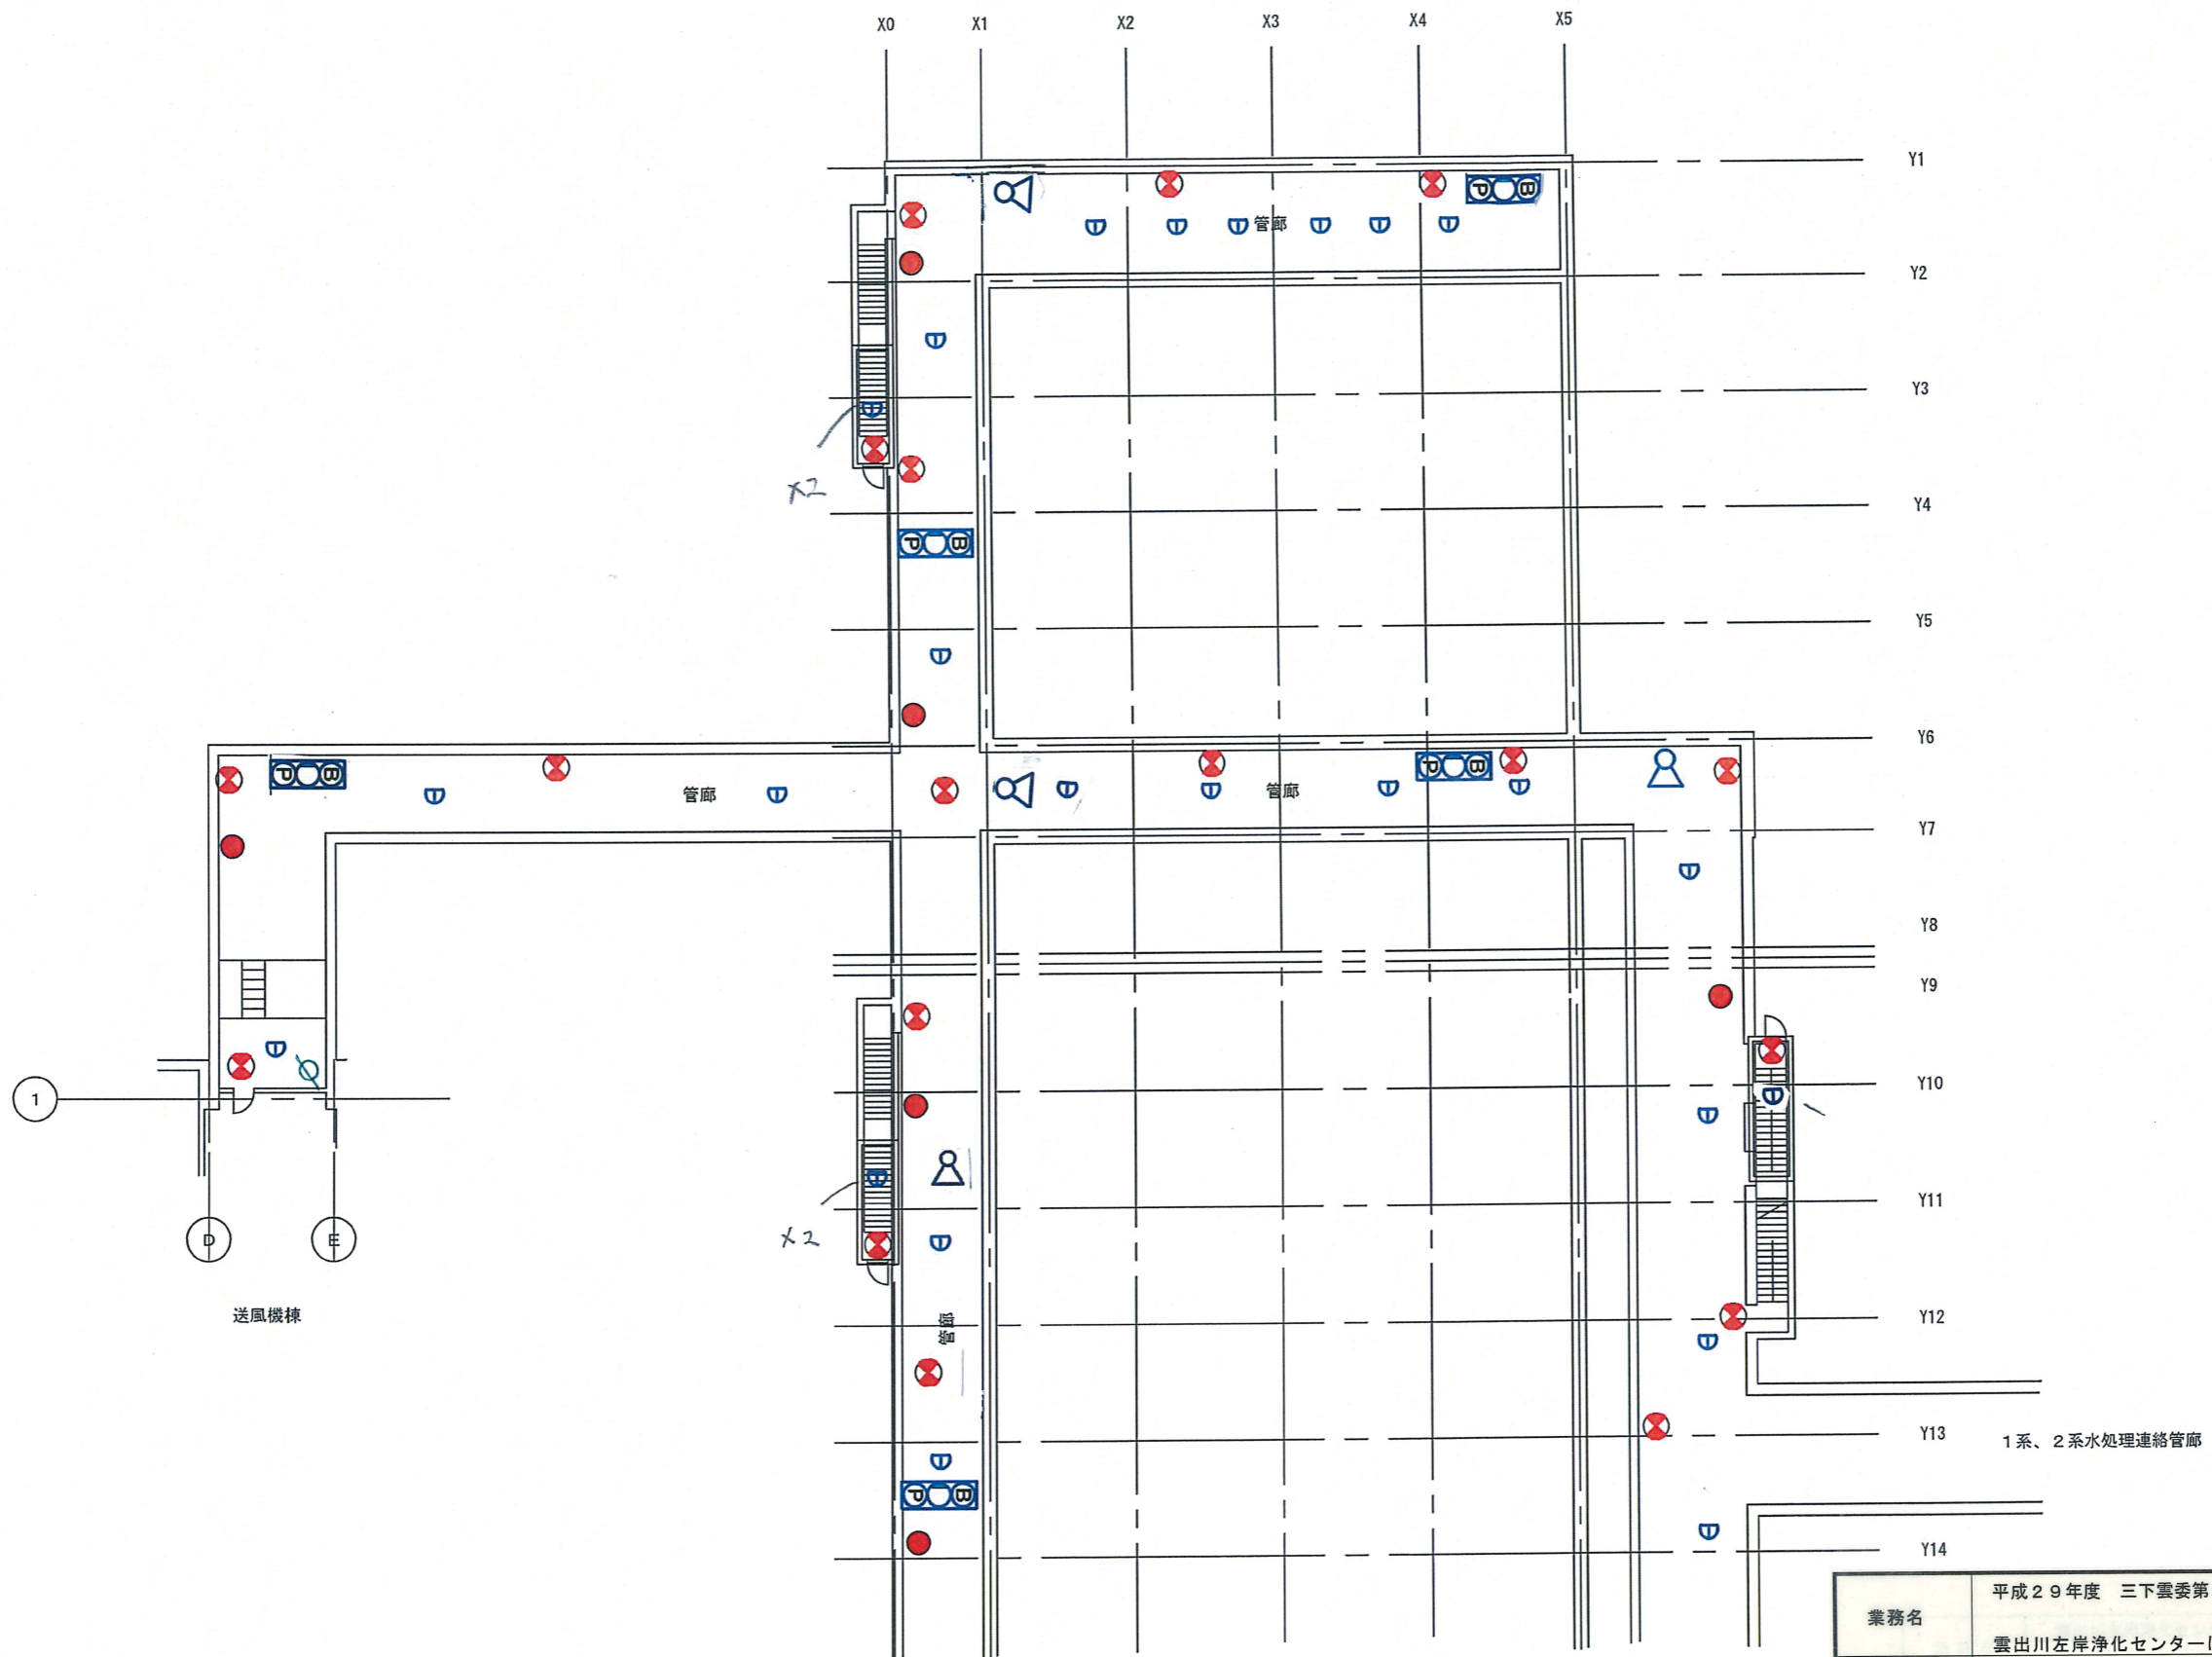 X0 X1 X2 X3 X4 X5
Y1
P B
管廊
Y2
Y3
X2
Y4
P B
Y5
Y6
P B
管廊
管廊
P B
Y7
Y8
Y9
Y10
1
Y11
D E
X2
送風機棟
管廊
Y12
Y13
1系、2系水処理連絡管廊
P B
Y14
業務名
平成29年度 三下雲委第
雲出川左岸浄化センター